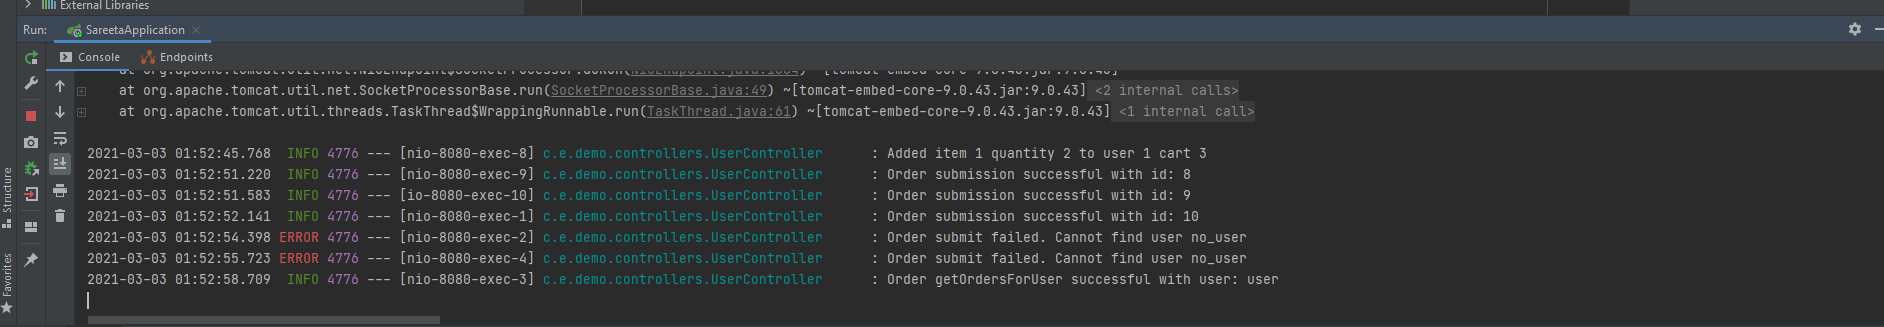 External Libraries
Run: SareetaApplication
Console Endpoints
at org.apache.tomcat.util.net.NioEndpoint$SocketProcessor.doRun(NioEndpoint.java:1684) ~[tomcat-embed-core-9.0.43.jar:9.0.43]
at org.apache.tomcat.util.net.SocketProcessorBase.run(SocketProcessorBase.java:49) ~[tomcat-embed-core-9.0.43.jar:9.0.43] <2 internal calls>
at org.apache.tomcat.util.threads.TaskThread$WrappingRunnable.run(TaskThread.java:61) ~[tomcat-embed-core-9.0.43.jar:9.0.43] <1 internal call>
2021-03-03 01:52:45.768 INFO 4776 --- [nio-8080-exec-8] c.e.demo.controllers.UserController : Added item 1 quantity 2 to user 1 cart 3
2021-03-03 01:52:51.220 INFO 4776 --- [nio-8080-exec-9] c.e.demo.controllers.UserController : Order submission successful with id: 8
2021-03-03 01:52:51.583 INFO 4776 --- [io-8080-exec-10] c.e.demo.controllers.UserController : Order submission successful with id: 9
2021-03-03 01:52:52.141 INFO 4776 --- [nio-8080-exec-1] c.e.demo.controllers.UserController : Order submission successful with id: 10
2021-03-03 01:52:54.398 ERROR 4776 --- [nio-8080-exec-2] c.e.demo.controllers.UserController : Order submit failed. Cannot find user no_user
2021-03-03 01:52:55.723 ERROR 4776 --- [nio-8080-exec-4] c.e.demo.controllers.UserController : Order submit failed. Cannot find user no_user
2021-03-03 01:52:58.709 INFO 4776 --- [nio-8080-exec-3] c.e.demo.controllers.UserController : Order getOrdersForUser successful with user: user
Structure
Favorites